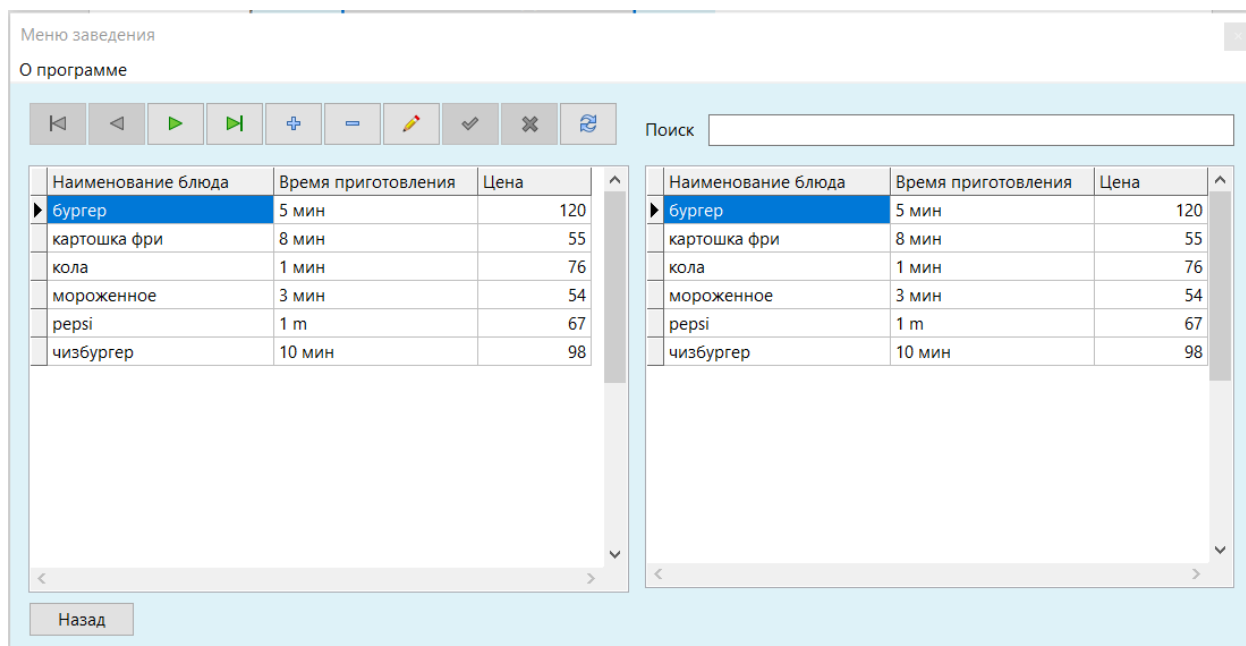 Меню заведения
О программе
Поиск
Наименование блюда Время приготовления Цена
бургер 5 мин 120
картошка фри 8 мин 55
кола 1 мин 76
мороженное 3 мин 54
pepsi 1 m 67
чизбургер 10 мин 98
Наименование блюда Время приготовления Цена
бургер 5 мин 120
картошка фри 8 мин 55
кола 1 мин 76
мороженное 3 мин 54
pepsi 1 m 67
чизбургер 10 мин 98
Назад